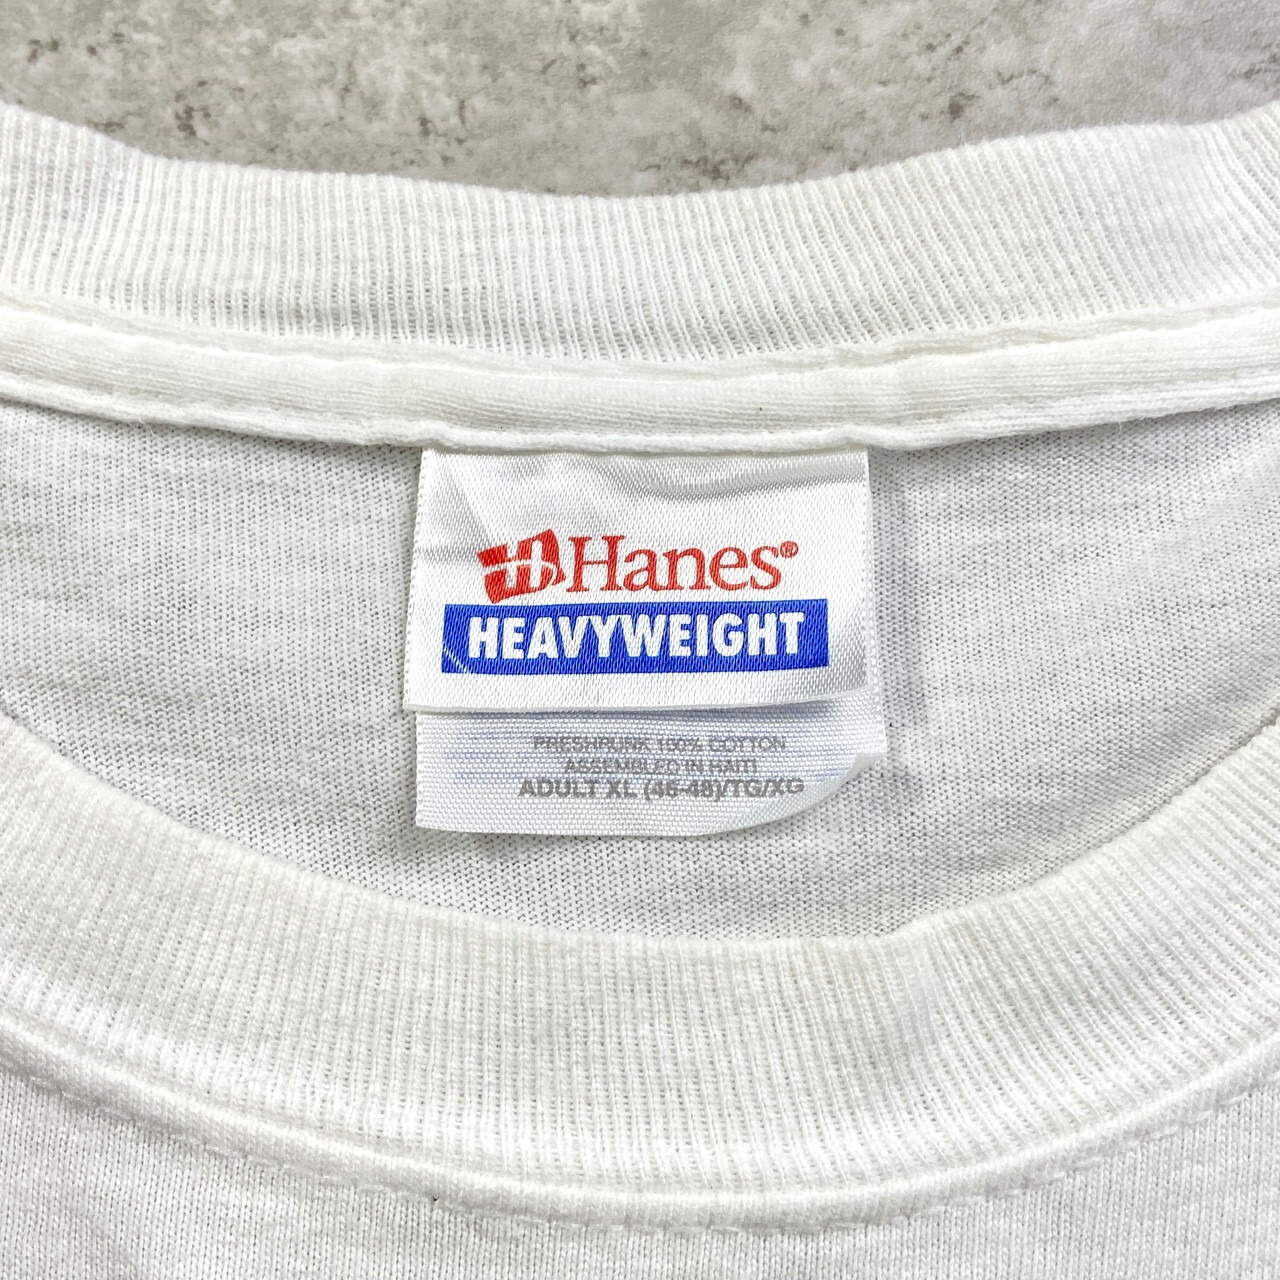 H Hanes®
HEAVYWEIGHT
PRESHRUNK 100% COTTON
ASSEMBLED IN HAITI
ADULT XL (46-48)/TG/XG